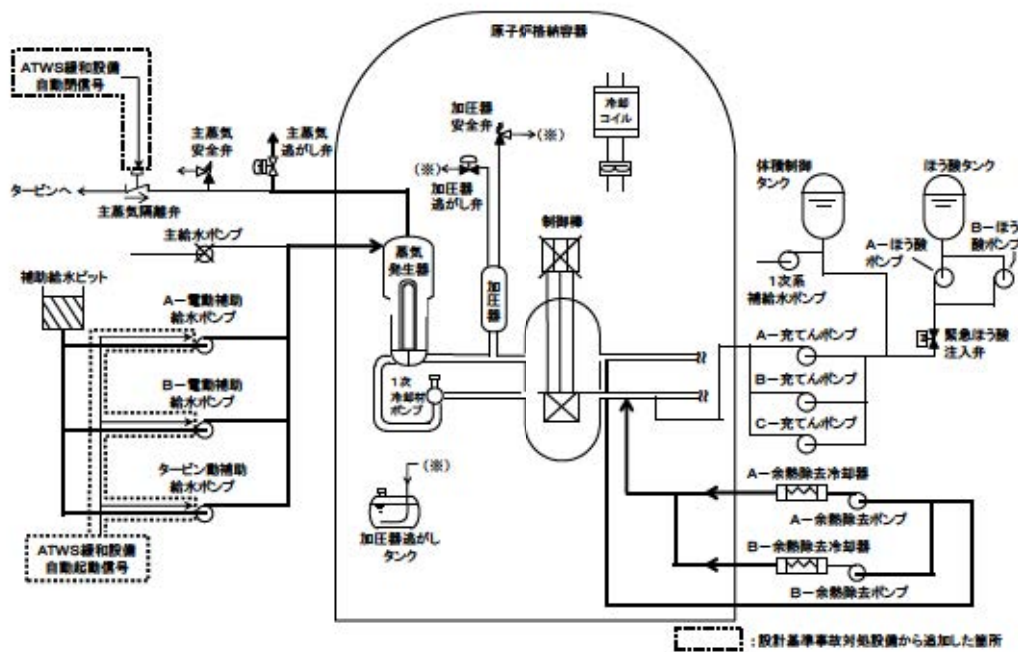 原子炉格納容器
ATWS緩和設備
自動閉信号
主蒸気
安全弁
主蒸気
逃がし弁
タービンへ
主蒸気隔離弁
加圧器
安全弁
(※)
(※)
加圧器
逃がし弁
冷却
コイル
体積制御
タンク
ほう酸タンク
A-ほう酸
ポンプ
B-ほう
酸ポンプ
1次系
補給水ポンプ
緊急ほう酸
注入弁
主給水ポンプ
蒸気
発生器
加圧器
制御棒
補助給水ピット
A-電動補助
給水ポンプ
B-電動補助
給水ポンプ
タービン動補助
給水ポンプ
ATWS緩和設備
自動起動信号
1次
冷却材
ポンプ
(※)
加圧器逃がし
タンク
A-充てんポンプ
B-充てんポンプ
C-充てんポンプ
A-余熱除去冷却器
A-余熱除去ポンプ
B-余熱除去冷却器
B-余熱除去ポンプ
:設計基準事故対処設備から追加した箇所